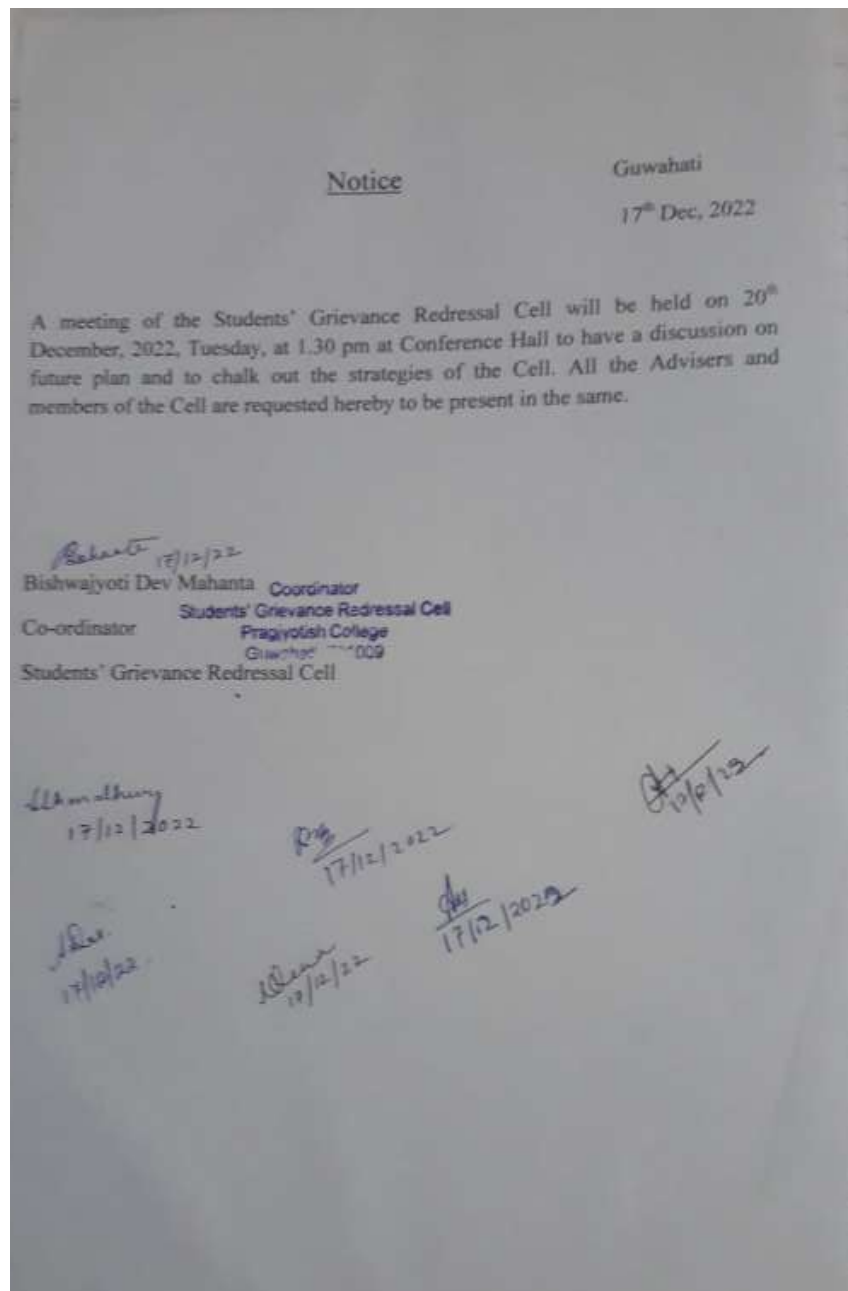 Notice
Guwahati
17th Dec, 2022
A meeting of the Students' Grievance Redressal Cell will be held on 20th
December, 2022, Tuesday, at 1.30 pm at Conference Hall to have a discussion on
future plan and to chalk out the strategies of the Cell. All the Advisers and
members of the Cell are requested hereby to be present in the same.
17/12/22
Bishwajyoti Dev Mahanta
Coordinator
Students' Grievance Redressal Cell
Co-ordinator
Pragjyotish College
Students' Grievance Redressal Cell
17/12/2022
17/12/2022
17/12/2022
17/12/22
17/12/22